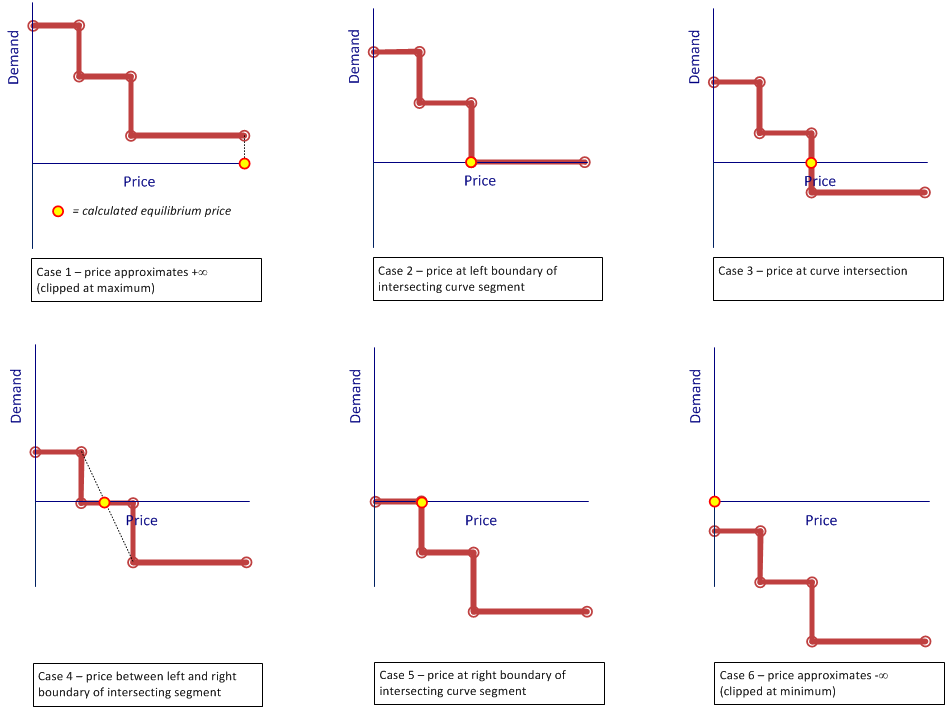 Demand
Price
= calculated equilibrium price
Case 1 – price approximates +∞
(clipped at maximum)
Demand
Price
Case 2 – price at left boundary of
intersecting curve segment
Demand
Price
Case 3 – price at curve intersection
Demand
Price
Case 4 – price between left and right
boundary of intersecting segment
Demand
Price
Case 5 – price at right boundary of
intersecting curve segment
Demand
Price
Case 6 – price approximates -∞
(clipped at minimum)